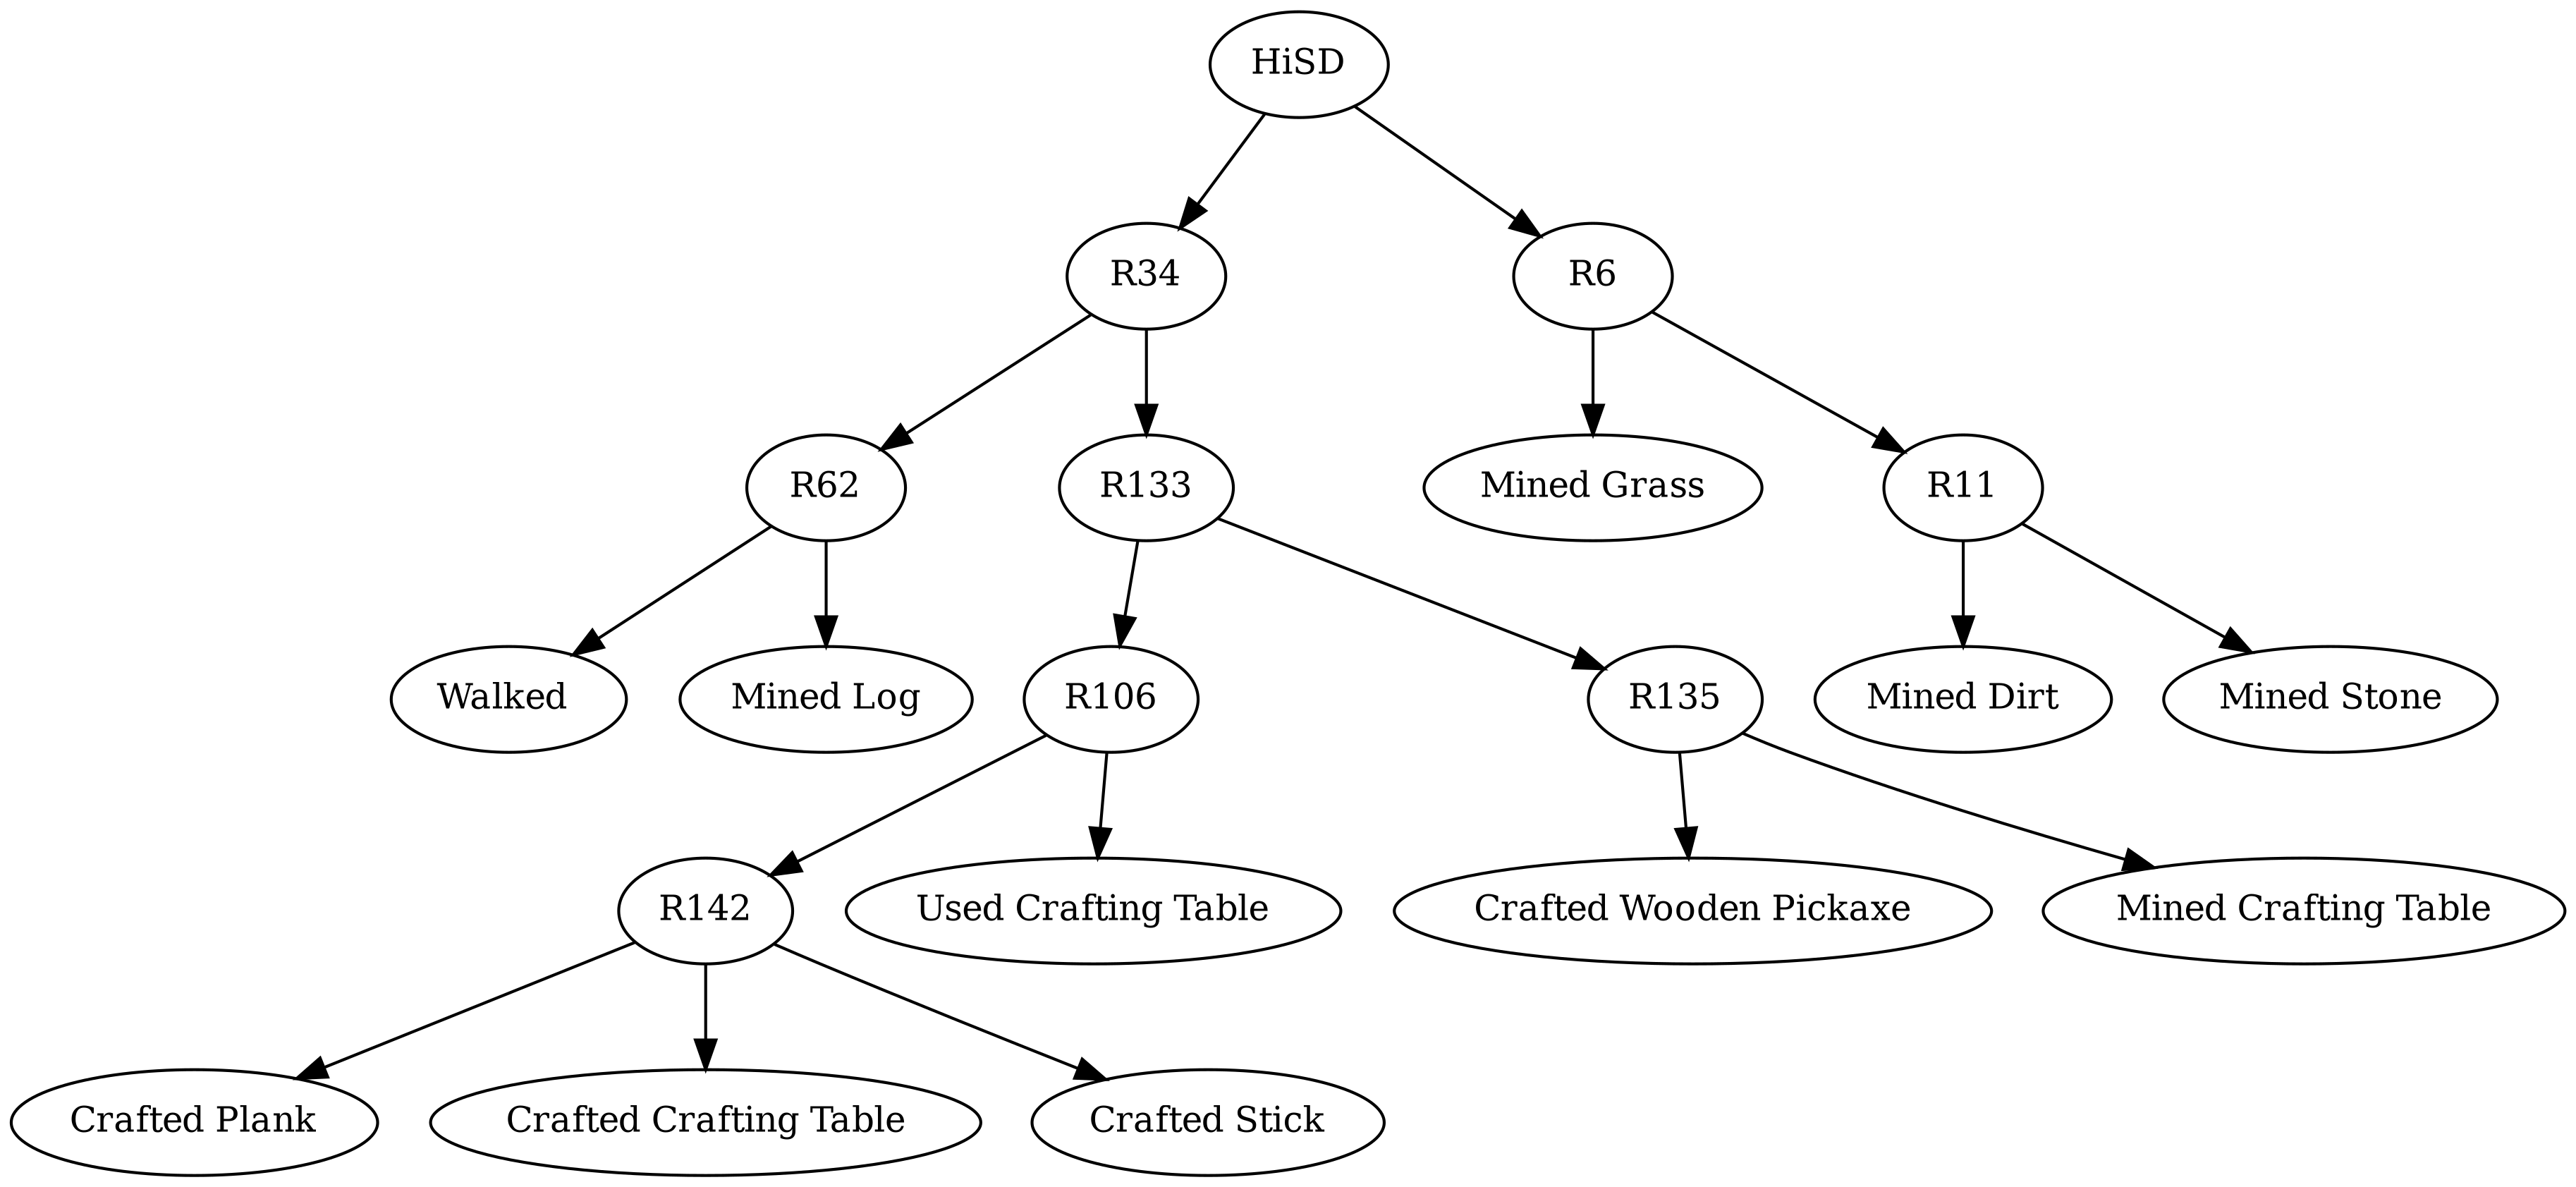 HiSD
R34
R6
R62
R133
Mined Grass
R11
Walked
Mined Log
R106
R135
Mined Dirt
Mined Stone
R142
Used Crafting Table
Crafted Wooden Pickaxe
Mined Crafting Table
Crafted Plank
Crafted Crafting Table
Crafted Stick